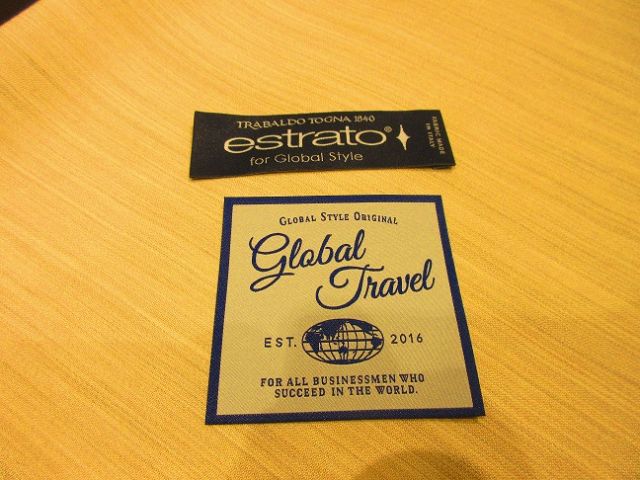 TRABALDO TOGNA 1840
estrato®
for Global Style
FABRIC MADE
IN ITALY
GLOBAL STYLE ORIGINAL
Global
Travel
EST. 2016
FOR ALL BUSINESSMEN WHO
SUCCEED IN THE WORLD.